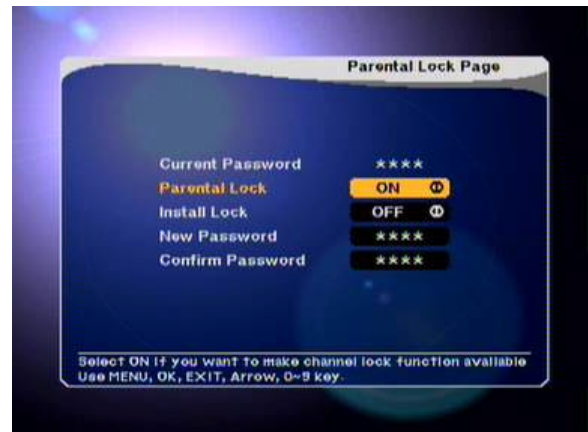 Parental Lock Page
Current Password ****
Parental Lock ON
Install Lock OFF
New Password ****
Confirm Password ****
Select ON if you want to make channel lock function available
Use MENU, OK, EXIT, Arrow, 0~9 key.